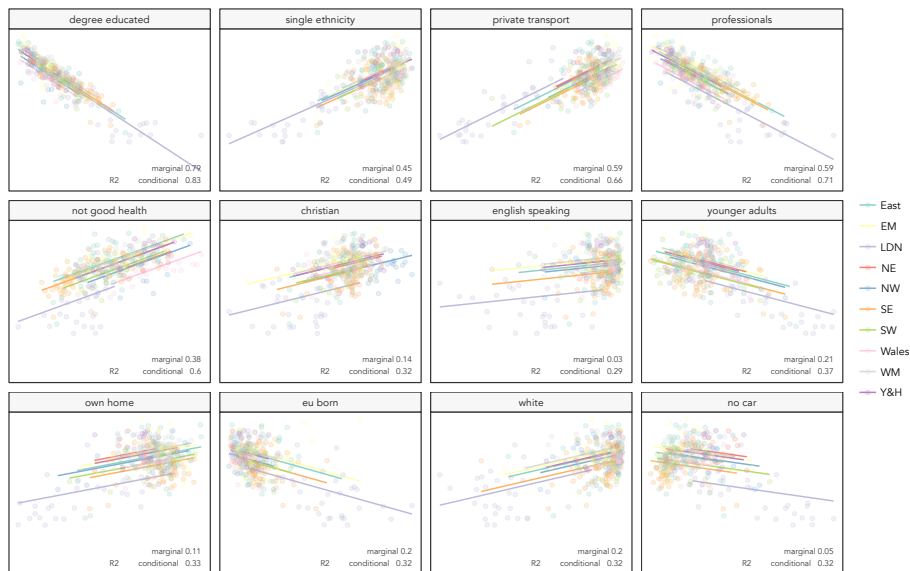 degree educated
single ethnicity
private transport
professionals
marginal 0.79
R2 conditional 0.83
marginal 0.45
R2 conditional 0.49
marginal 0.59
R2 conditional 0.66
marginal 0.59
R2 conditional 0.71
not good health
christian
english speaking
younger adults
marginal 0.38
R2 conditional 0.6
marginal 0.14
R2 conditional 0.32
marginal 0.03
R2 conditional 0.29
marginal 0.21
R2 conditional 0.37
own home
eu born
white
no car
marginal 0.11
R2 conditional 0.33
marginal 0.2
R2 conditional 0.32
marginal 0.2
R2 conditional 0.32
marginal 0.05
R2 conditional 0.32
East
EM
LDN
NE
NW
SE
SW
Wales
WM
Y&H